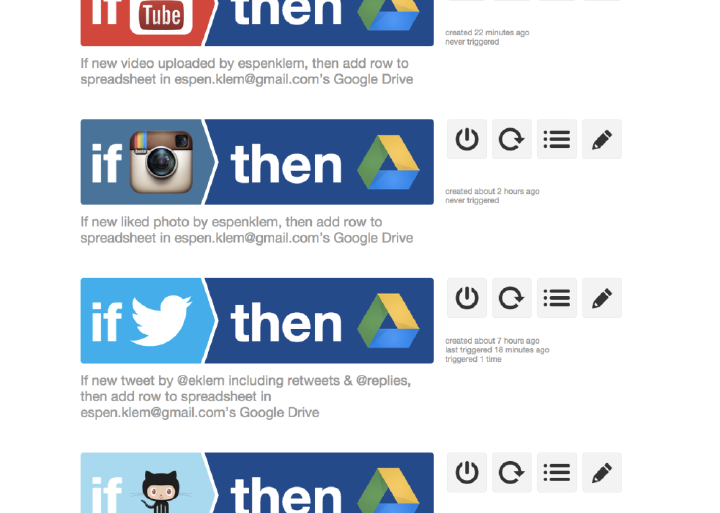 if Tube then
created 22 minutes ago
never triggered
If new video uploaded by espenklem, then add row to
spreadsheet in espen.klem@gmail.com's Google Drive
if then
created about 2 hours ago
never triggered
If new liked photo by espenklem, then add row to
spreadsheet in espen.klem@gmail.com's Google Drive
if then
created about 7 hours ago
last triggered 18 minutes ago
triggered 1 time
If new tweet by @eklem including retweets & @replies,
then add row to spreadsheet in
espen.klem@gmail.com's Google Drive
if then